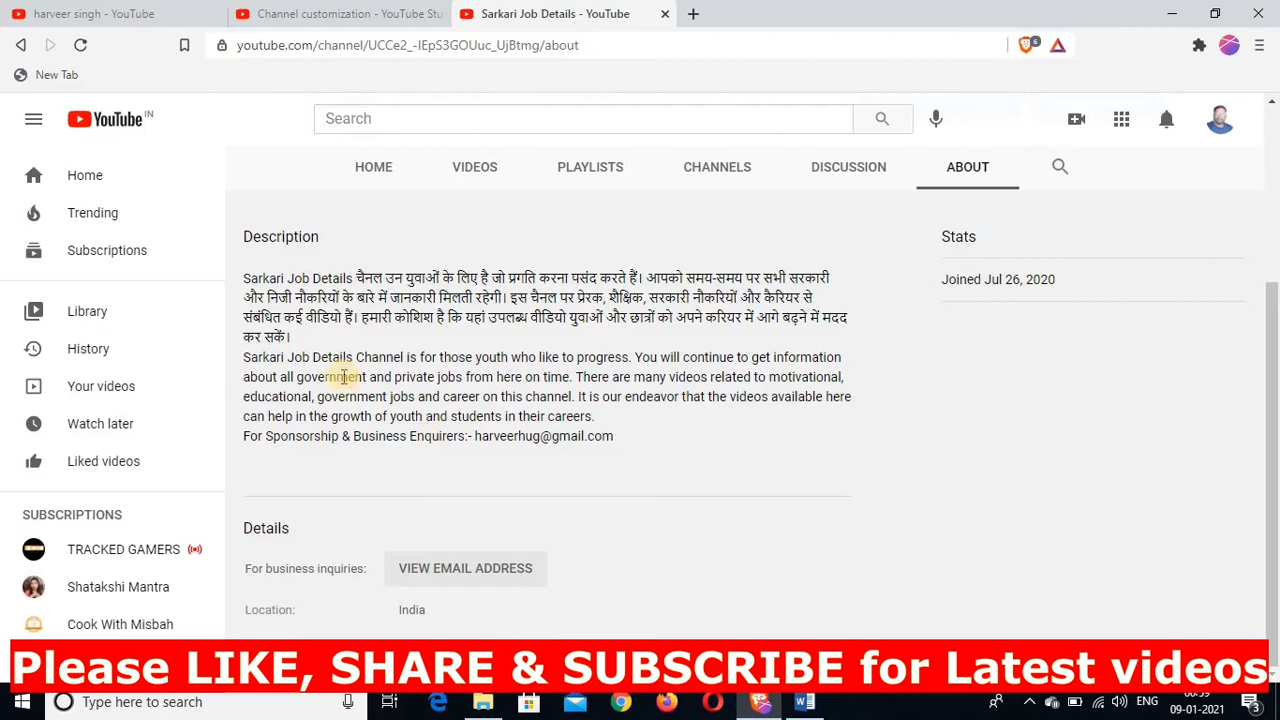 harveer singh - YouTube
Channel customization - YouTube Stu
Sarkari Job Details - YouTube
youtube.com/channel/UCCe2_-IEpS3GOUuc_UjBtmg/about
6
New Tab
YouTube IN
Search
HOME VIDEOS PLAYLISTS CHANNELS DISCUSSION ABOUT
Home
Trending
Subscriptions
Library
History
Your videos
Watch later
Liked videos
SUBSCRIPTIONS
TRACKED GAMERS
Shatakshi Mantra
Cook With Misbah
Description
Sarkari Job Details चैनल उन युवाओं के लिए है जो प्रगति करना पसंद करते हैं। आपको समय-समय पर सभी सरकारी
और निजी नौकरियों के बारे में जानकारी मिलती रहेगी। इस चैनल पर प्रेरक, शैक्षिक, सरकारी नौकरियों और कैरियर से
संबंधित कई वीडियो हैं। हमारी कोशिश है कि यहां उपलब्ध वीडियो युवाओं और छात्रों को अपने करियर में आगे बढ़ने में मदद
कर सकें।
Sarkari Job Details Channel is for those youth who like to progress. You will continue to get information
about all government and private jobs from here on time. There are many videos related to motivational,
educational, government jobs and career on this channel. It is our endeavor that the videos available here
can help in the growth of youth and students in their careers.
For Sponsorship & Business Enquirers:- harveerhug@gmail.com
Stats
Joined Jul 26, 2020
Details
For business inquiries: VIEW EMAIL ADDRESS
Location: India
Please LIKE, SHARE & SUBSCRIBE for Latest videos
Type here to search
ENG
09-01-2021
3